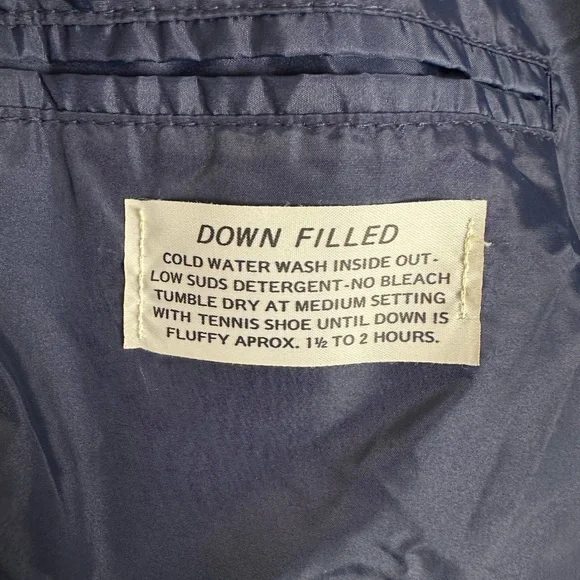 DOWN FILLED
COLD WATER WASH INSIDE OUT-
LOW SUDS DETERGENT-NO BLEACH
TUMBLE DRY AT MEDIUM SETTING
WITH TENNIS SHOE UNTIL DOWN IS
FLUFFY APROX. 1½ TO 2 HOURS.